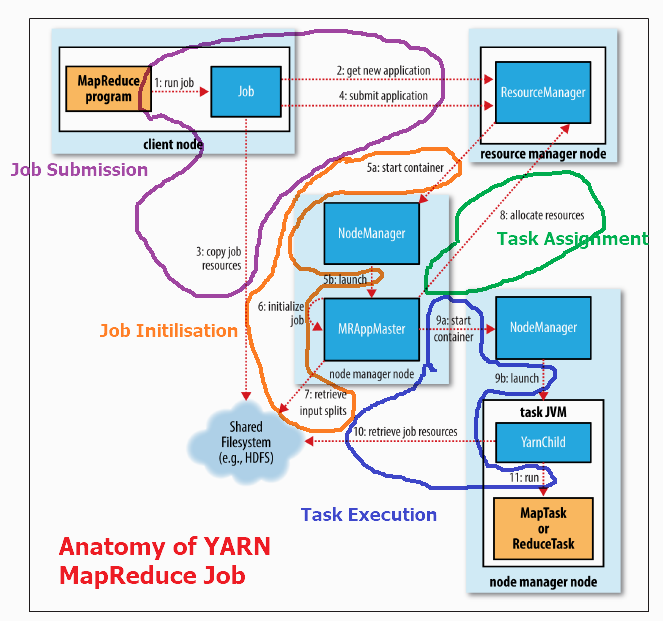 MapReduce
program
1: run job
Job
2: get new application
4: submit application
ResourceManager
client node
resource manager node
Job Submission
5a: start container
3: copy job
resources
NodeManager
8: allocate resources
Task Assignment
5b: launch
6: initialize
job
Job Initilisation
MRAppMaster
9a: start
container
NodeManager
node manager node
7: retrieve
input splits
9b: launch
Shared
Filesystem
(e.g., HDFS)
10: retrieve job resources
task JVM
YarnChild
11: run
Task Execution
MapTask
or
ReduceTask
Anatomy of YARN
MapReduce Job
node manager node